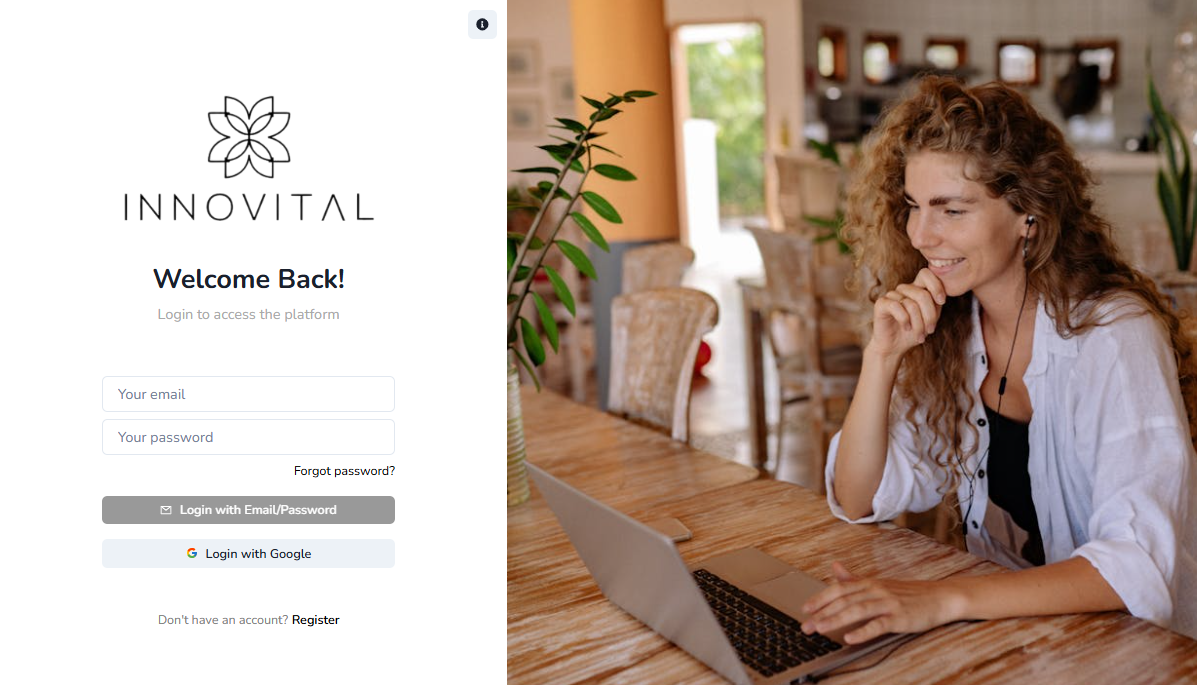 INNOVITAL
Welcome Back!
Login to access the platform
Your email
Your password
Forgot password?
Login with Email/Password
Login with Google
Don't have an account? Register